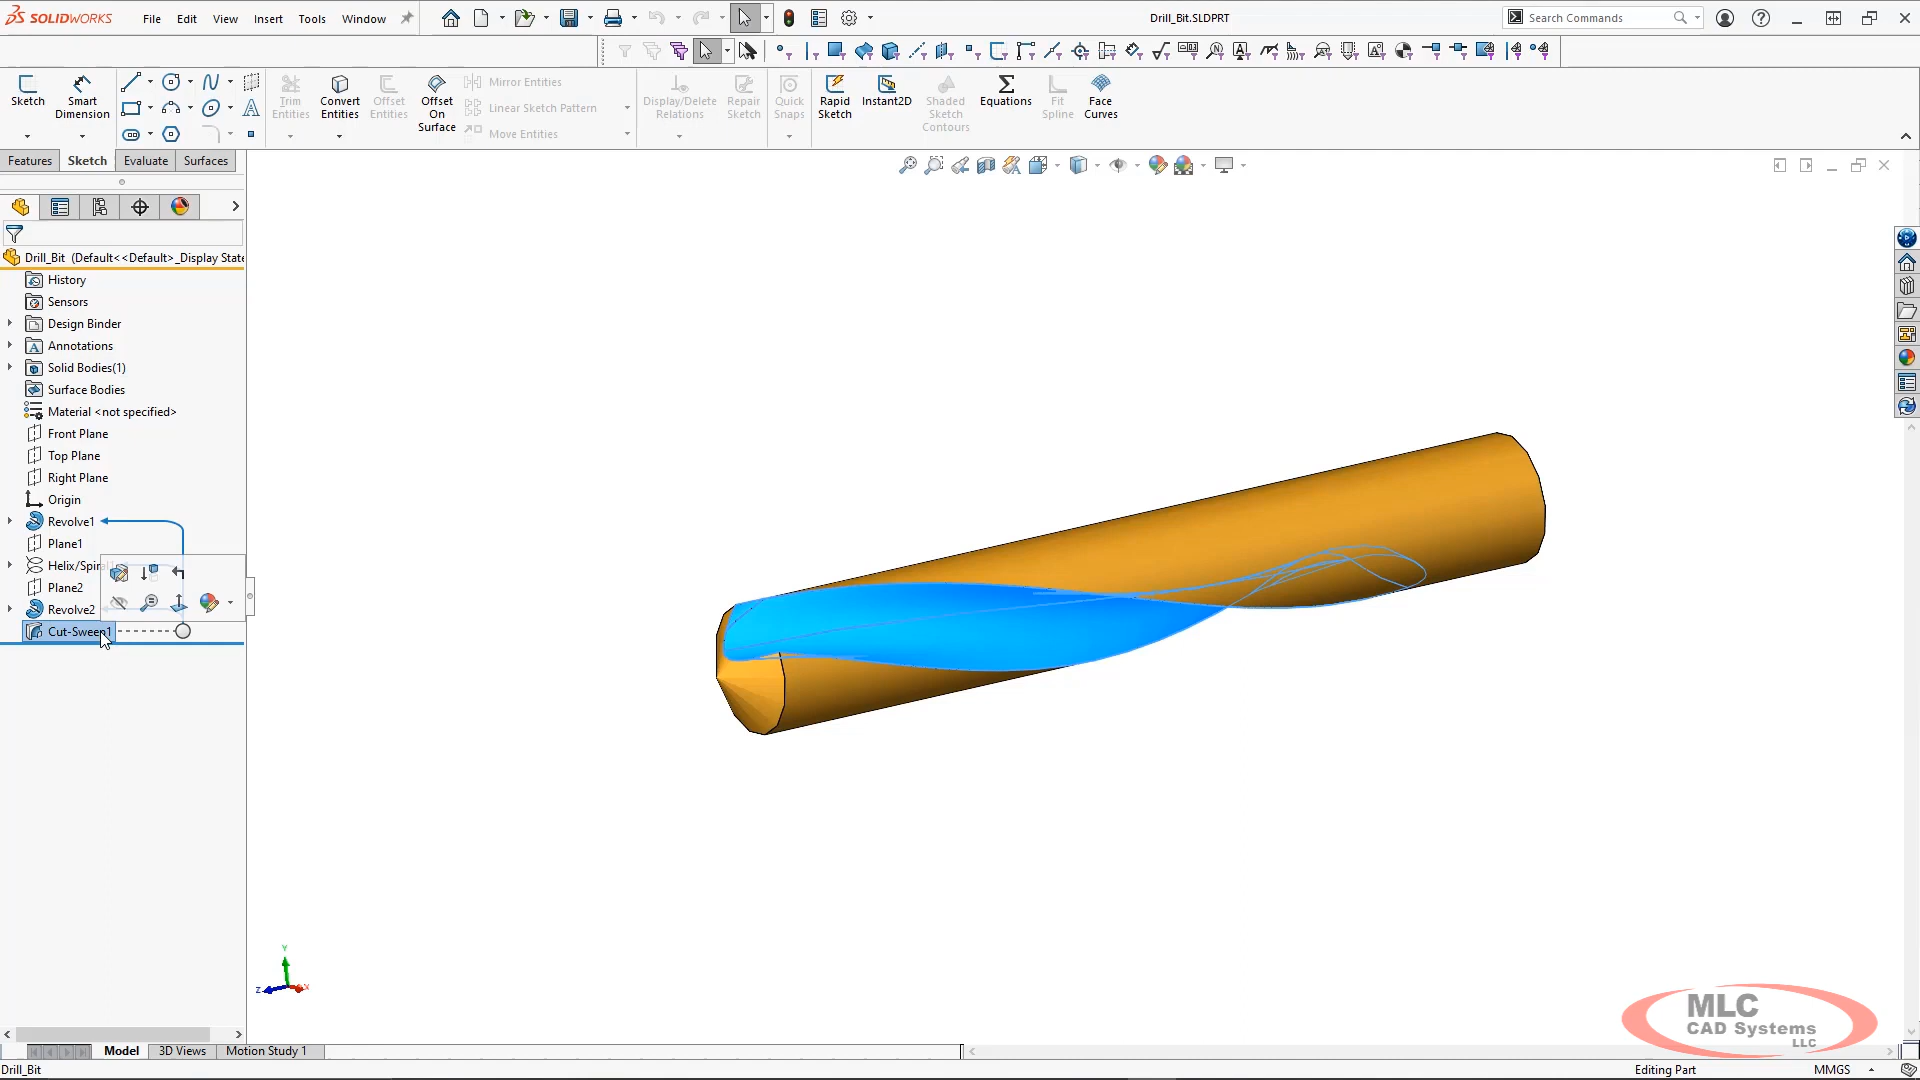 SOLIDWORKS
File Edit View Insert Tools Window
Drill_Bit.SLDPRT
Search Commands
Sketch
Smart Dimension
Trim Entities
Convert Entities
Offset Entities
Offset On Surface
Mirror Entities
Linear Sketch Pattern
Move Entities
Display/Delete Relations
Repair Sketch
Quick Snaps
Rapid Sketch
Instant2D
Shaded Sketch Contours
Equations
Fit Spline
Face Curves
Features Sketch Evaluate Surfaces
Drill_Bit (Default<<Default>_Display State
History
Sensors
Design Binder
Annotations
Solid Bodies(1)
Surface Bodies
Material <not specified>
Front Plane
Top Plane
Right Plane
Origin
Revolve1
Plane1
Helix/Spiral
Plane2
Revolve2
Cut-Sweep1
Y
Z
X
MLC
CAD Systems
LLC
Model 3D Views Motion Study 1
Drill_Bit
Editing Part
MMGS